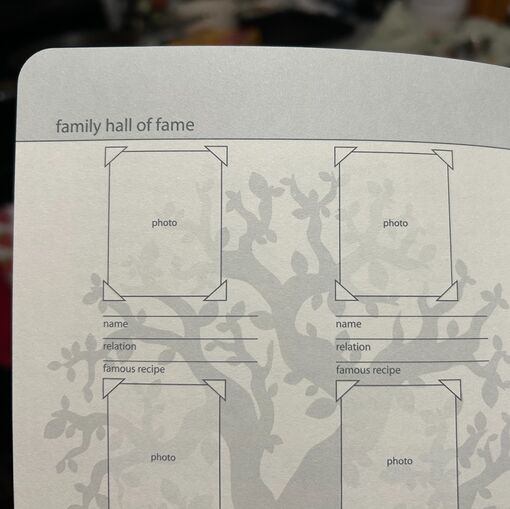 family hall of fame
photo
photo
name
name
relation
relation
famous recipe
famous recipe
photo
photo